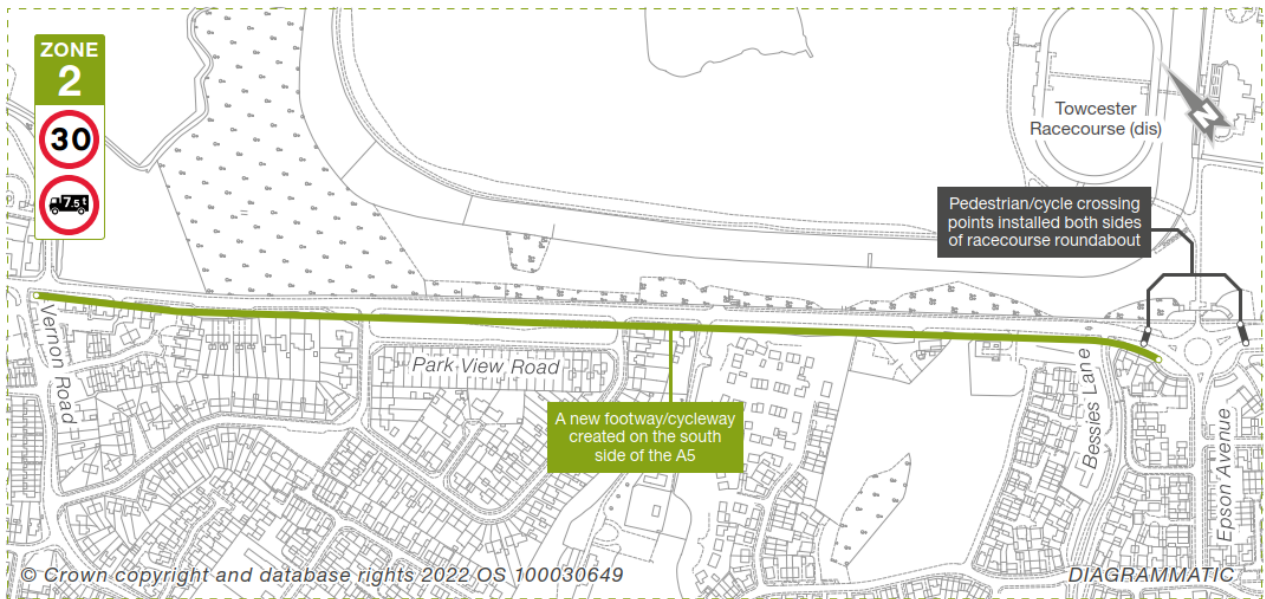 ZONE
2
30
7.5t
Towcester
Racecourse (dis)
N
Pedestrian/cycle crossing
points installed both sides
of racecourse roundabout
Vernon Road
Park View Road
A new footway/cycleway
created on the south
side of the A5
Bessies Lane
Epson Avenue
© Crown copyright and database rights 2022 OS 100030649
DIAGRAMMATIC